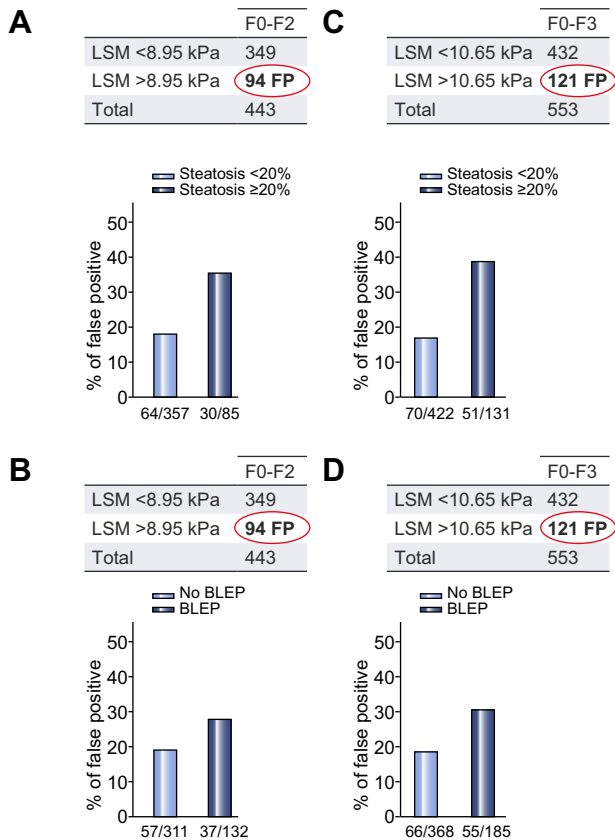 A
F0-F2
LSM <8.95 kPa 349
LSM >8.95 kPa 94 FP
Total 443
Steatosis <20%
Steatosis ≥20%
% of false positive
50
40
30
20
10
0
64/357 30/85
C
F0-F3
LSM <10.65 kPa 432
LSM >10.65 kPa 121 FP
Total 553
Steatosis <20%
Steatosis ≥20%
% of false positive
50
40
30
20
10
0
70/422 51/131
B
F0-F2
LSM <8.95 kPa 349
LSM >8.95 kPa 94 FP
Total 443
No BLEP
BLEP
% of false positive
50
40
30
20
10
0
57/311 37/132
D
F0-F3
LSM <10.65 kPa 432
LSM >10.65 kPa 121 FP
Total 553
No BLEP
BLEP
% of false positive
50
40
30
20
10
0
66/368 55/185